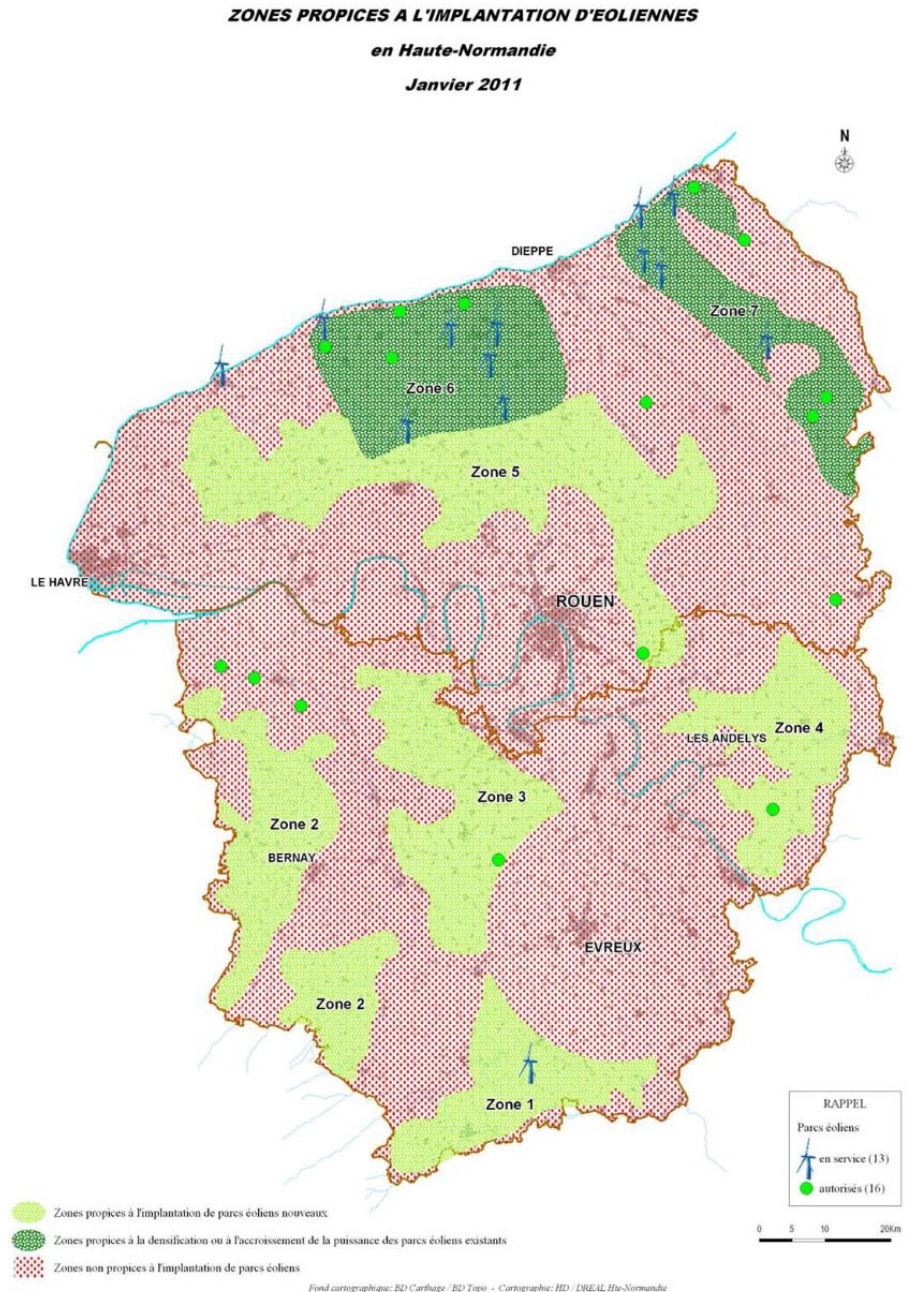 ZONES PROPICES A L'IMPLANTATION D'EOLIENNES
en Haute-Normandie
Janvier 2011
N
DIEPPE
Zone 7
Zone 6
Zone 5
LE HAVRE
ROUEN
Zone 4
LES ANDELYS
Zone 3
Zone 2
BERNAY
EVREUX
Zone 2
Zone 1
RAPPEL
Parcs éoliens
en service (13)
autorisés (16)
0 5 10 20Km
Zones propices à l'implantation de parcs éoliens nouveaux
Zones propices à la densification ou à l'accroissement de la puissance des parcs éoliens existants
Zones non propices à l'implantation de parcs éoliens
Fond cartographique: BD Carthage / BD Topo - Cartographie: HD / DREAL Hte-Normandie